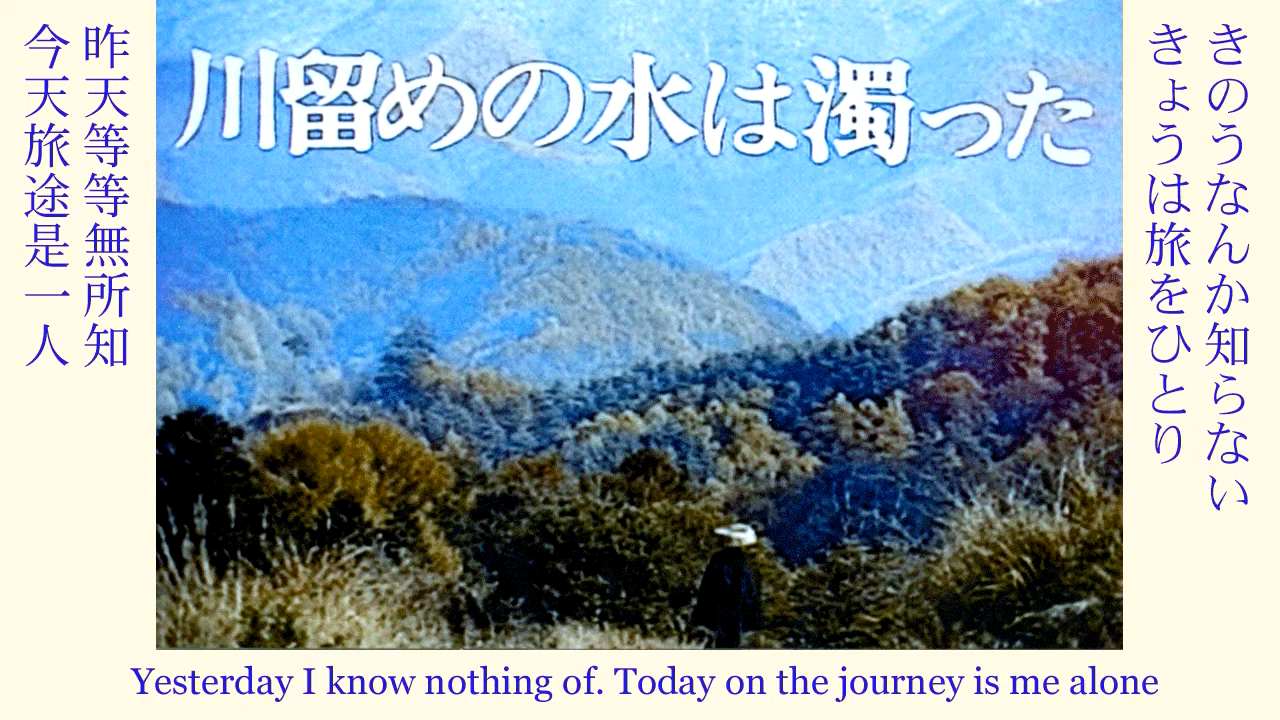 川留めの水は濁った
きのうなんか知らない
きょうは旅をひとり
昨天等等無所知
今天旅途是一人
Yesterday I know nothing of. Today on the journey is me alone